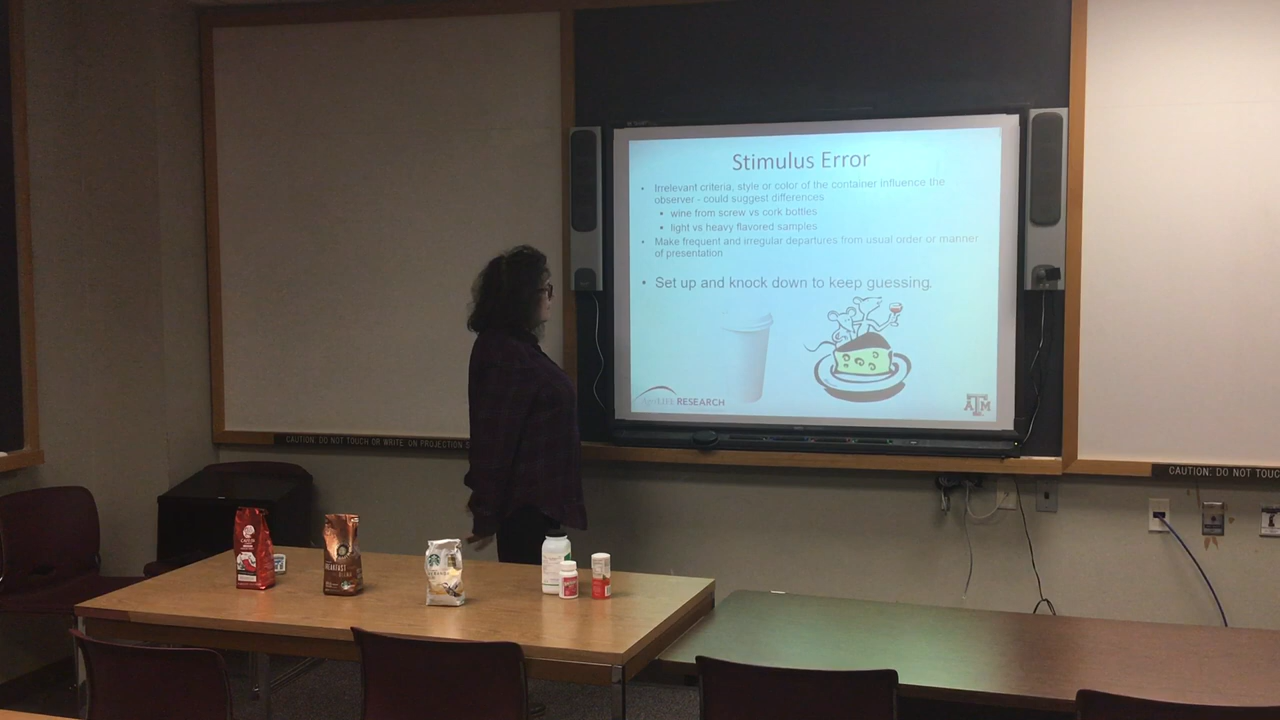 Stimulus Error
• Irrelevant criteria, style or color of the container influence the
observer - could suggest differences
• wine from screw vs cork bottles
• light vs heavy flavored samples
• Make frequent and irregular departures from usual order or manner
of presentation
• Set up and knock down to keep guessing.
RESEARCH
ATM
CAUTION: DO NOT TOUCH OR WRITE ON PROJECTION S
CAUTION: DO NOT TOUC
BREAKFAST
BLEND